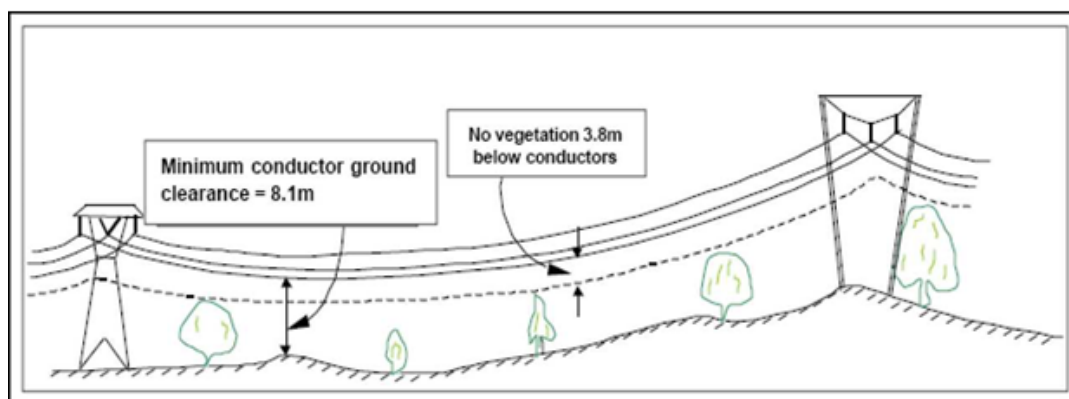 Minimum conductor ground
clearance = 8.1m
No vegetation 3.8m
below conductors